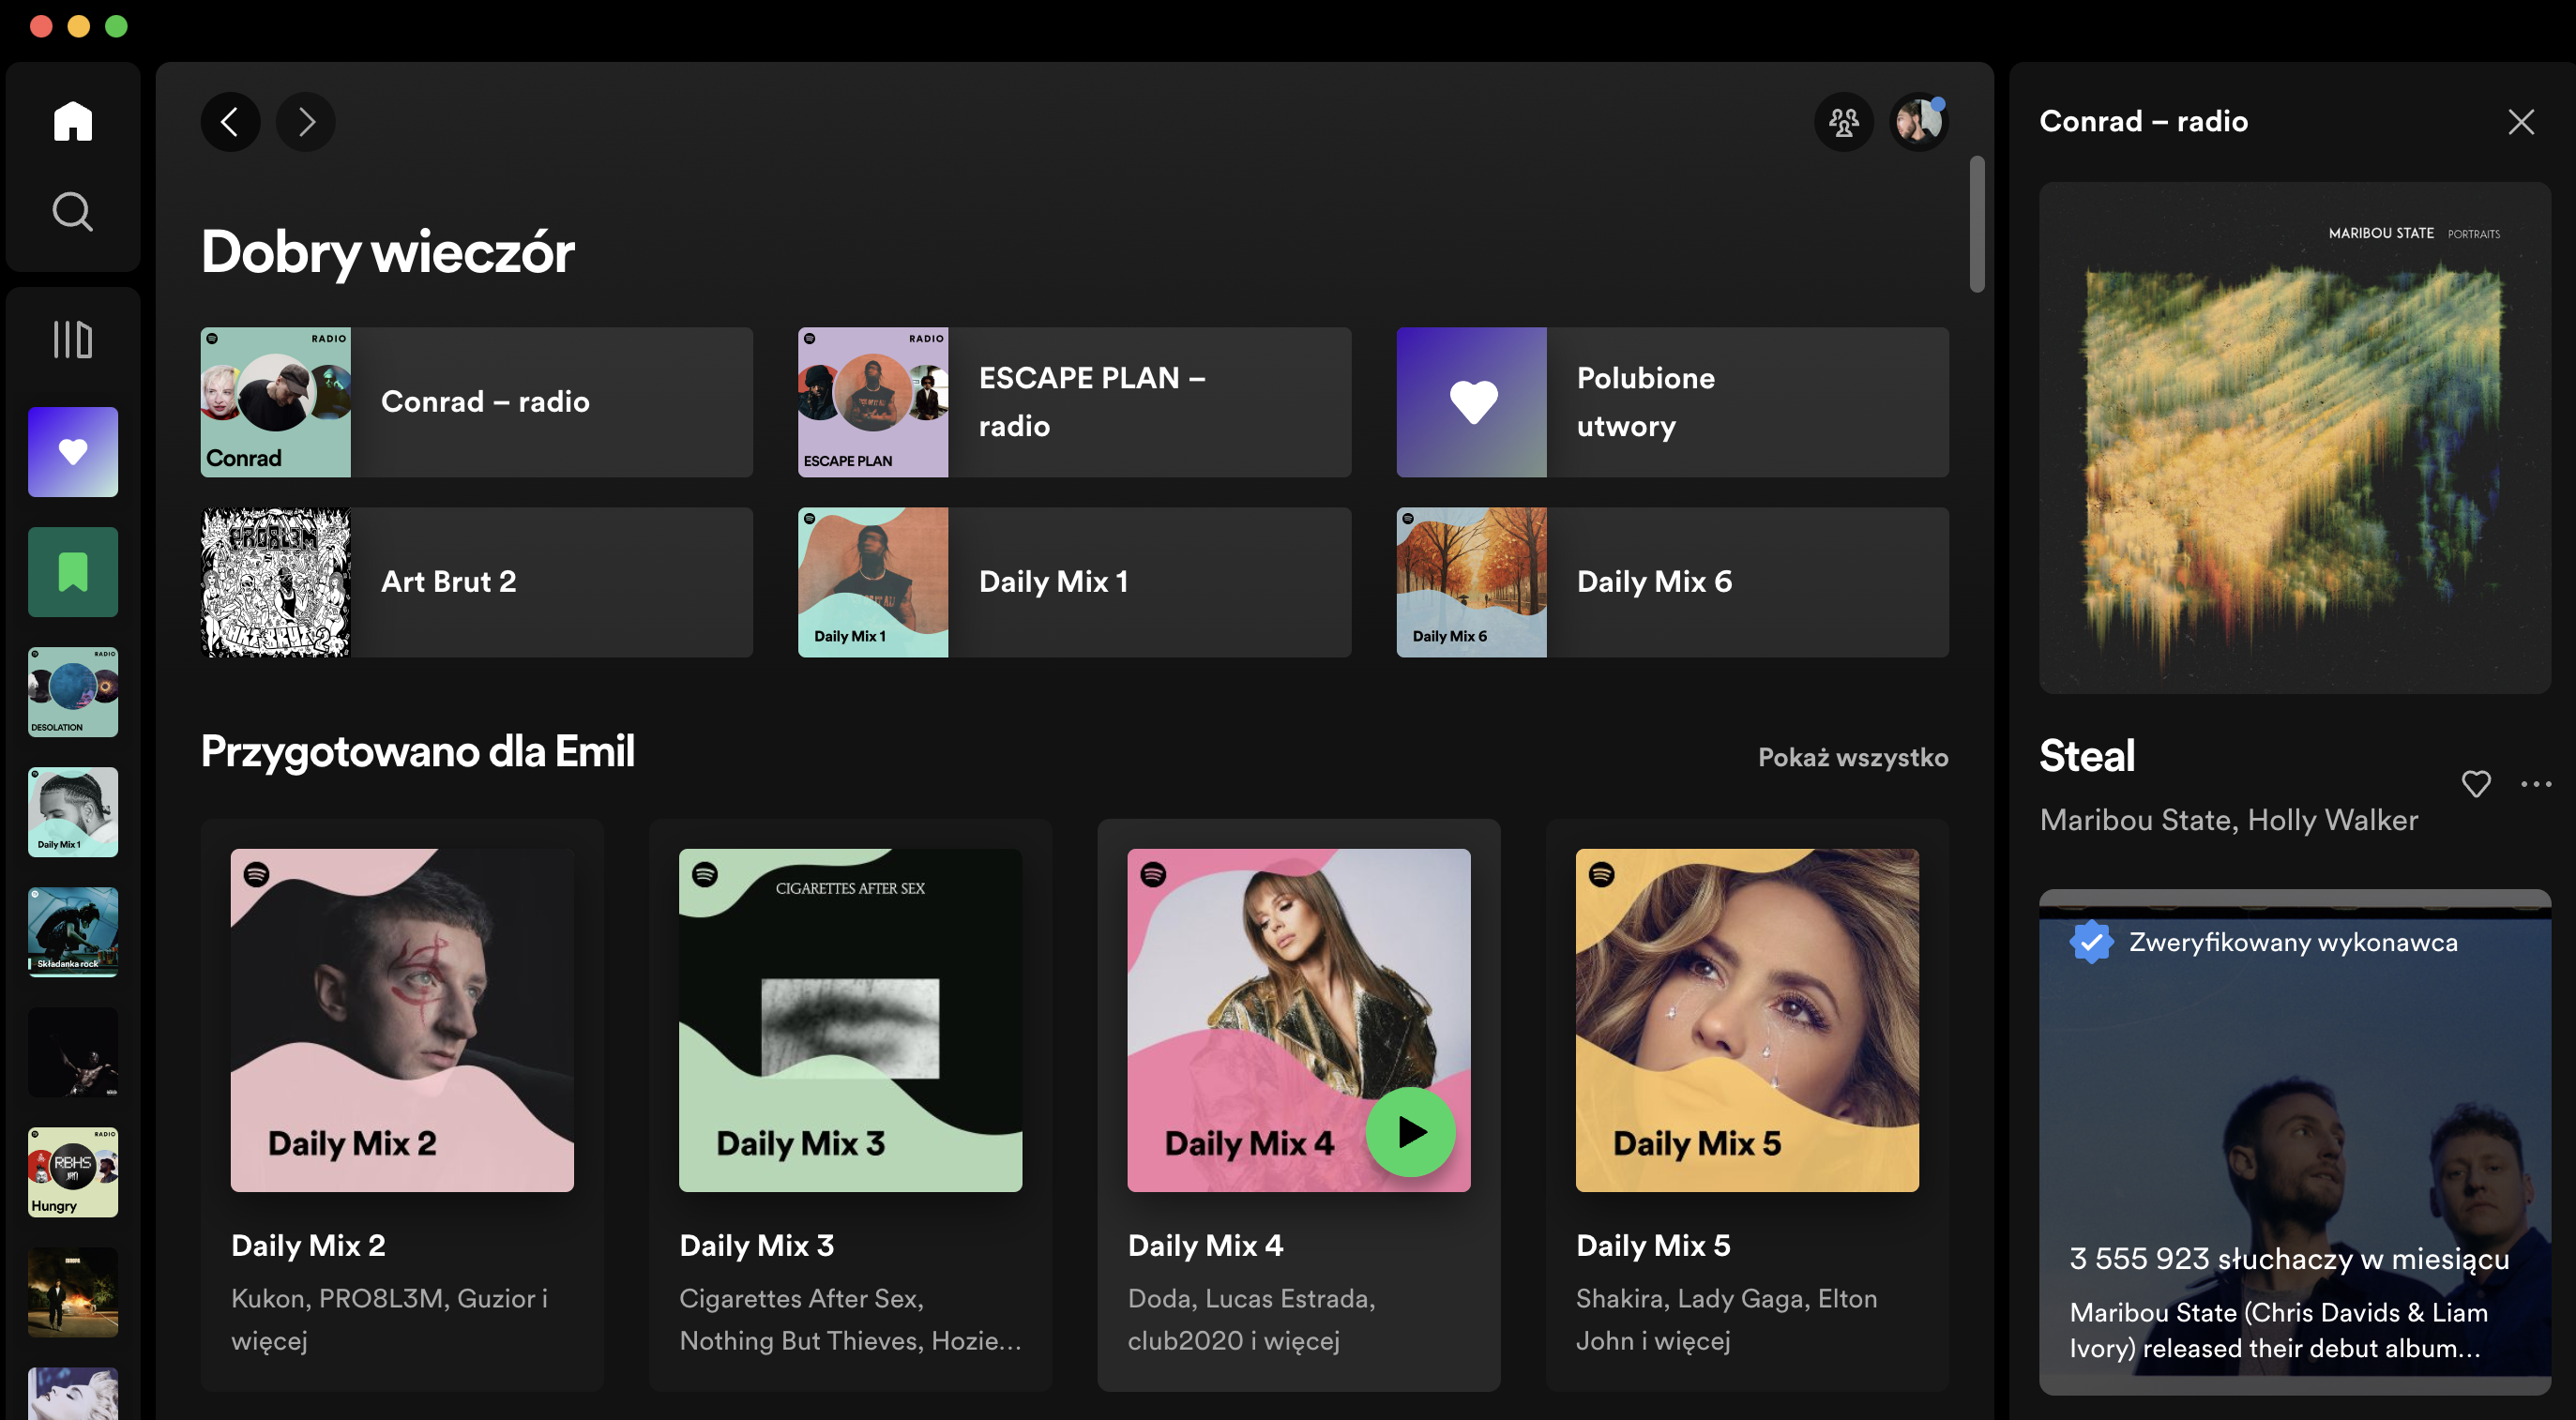 Dobry wieczór
RADIO
Conrad
Conrad – radio
RADIO
ESCAPE PLAN
ESCAPE PLAN –
radio
Polubione
utwory
PRO8L3M
ART BRUT 2
Art Brut 2
Daily Mix 1
Daily Mix 1
Daily Mix 6
Daily Mix 6
Przygotowano dla Emil
Pokaż wszystko
Daily Mix 2
Daily Mix 2
Kukon, PRO8L3M, Guzior i
więcej
CIGARETTES AFTER SEX
Daily Mix 3
Daily Mix 3
Cigarettes After Sex,
Nothing But Thieves, Hozie...
Daily Mix 4
Daily Mix 4
Doda, Lucas Estrada,
club2020 i więcej
Daily Mix 5
Daily Mix 5
Shakira, Lady Gaga, Elton
John i więcej
RADIO
DESOLATION
Daily Mix 1
Składanka rock
RADIO
RBHS
Hungry
Conrad – radio
MARIBOU STATE PORTRAITS
Steal
Maribou State, Holly Walker
Zweryfikowany wykonawca
3 555 923 słuchaczy w miesiącu
Maribou State (Chris Davids & Liam
Ivory) released their debut album...